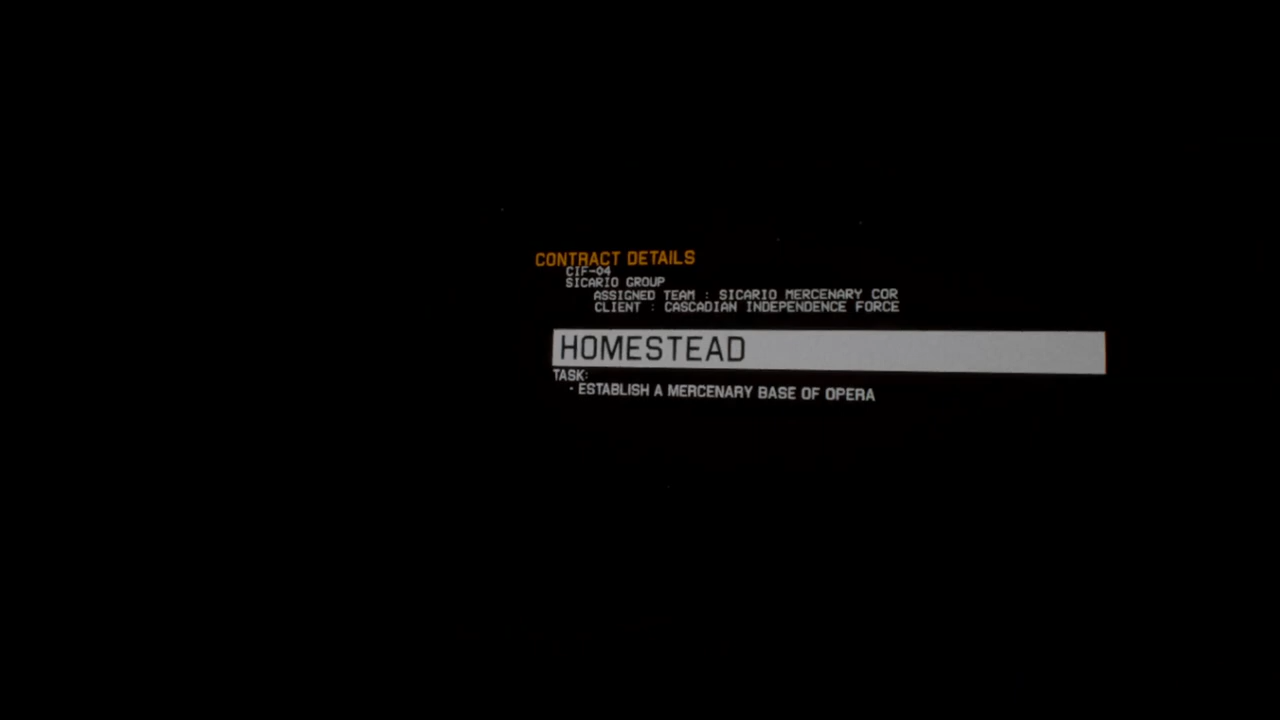 CONTRACT DETAILS
CIF-04
SICARIO GROUP
ASSIGNED TEAM : SICARIO MERCENARY COR
CLIENT : CASCADIAN INDEPENDENCE FORCE
HOMESTEAD
TASK:
- ESTABLISH A MERCENARY BASE OF OPERA